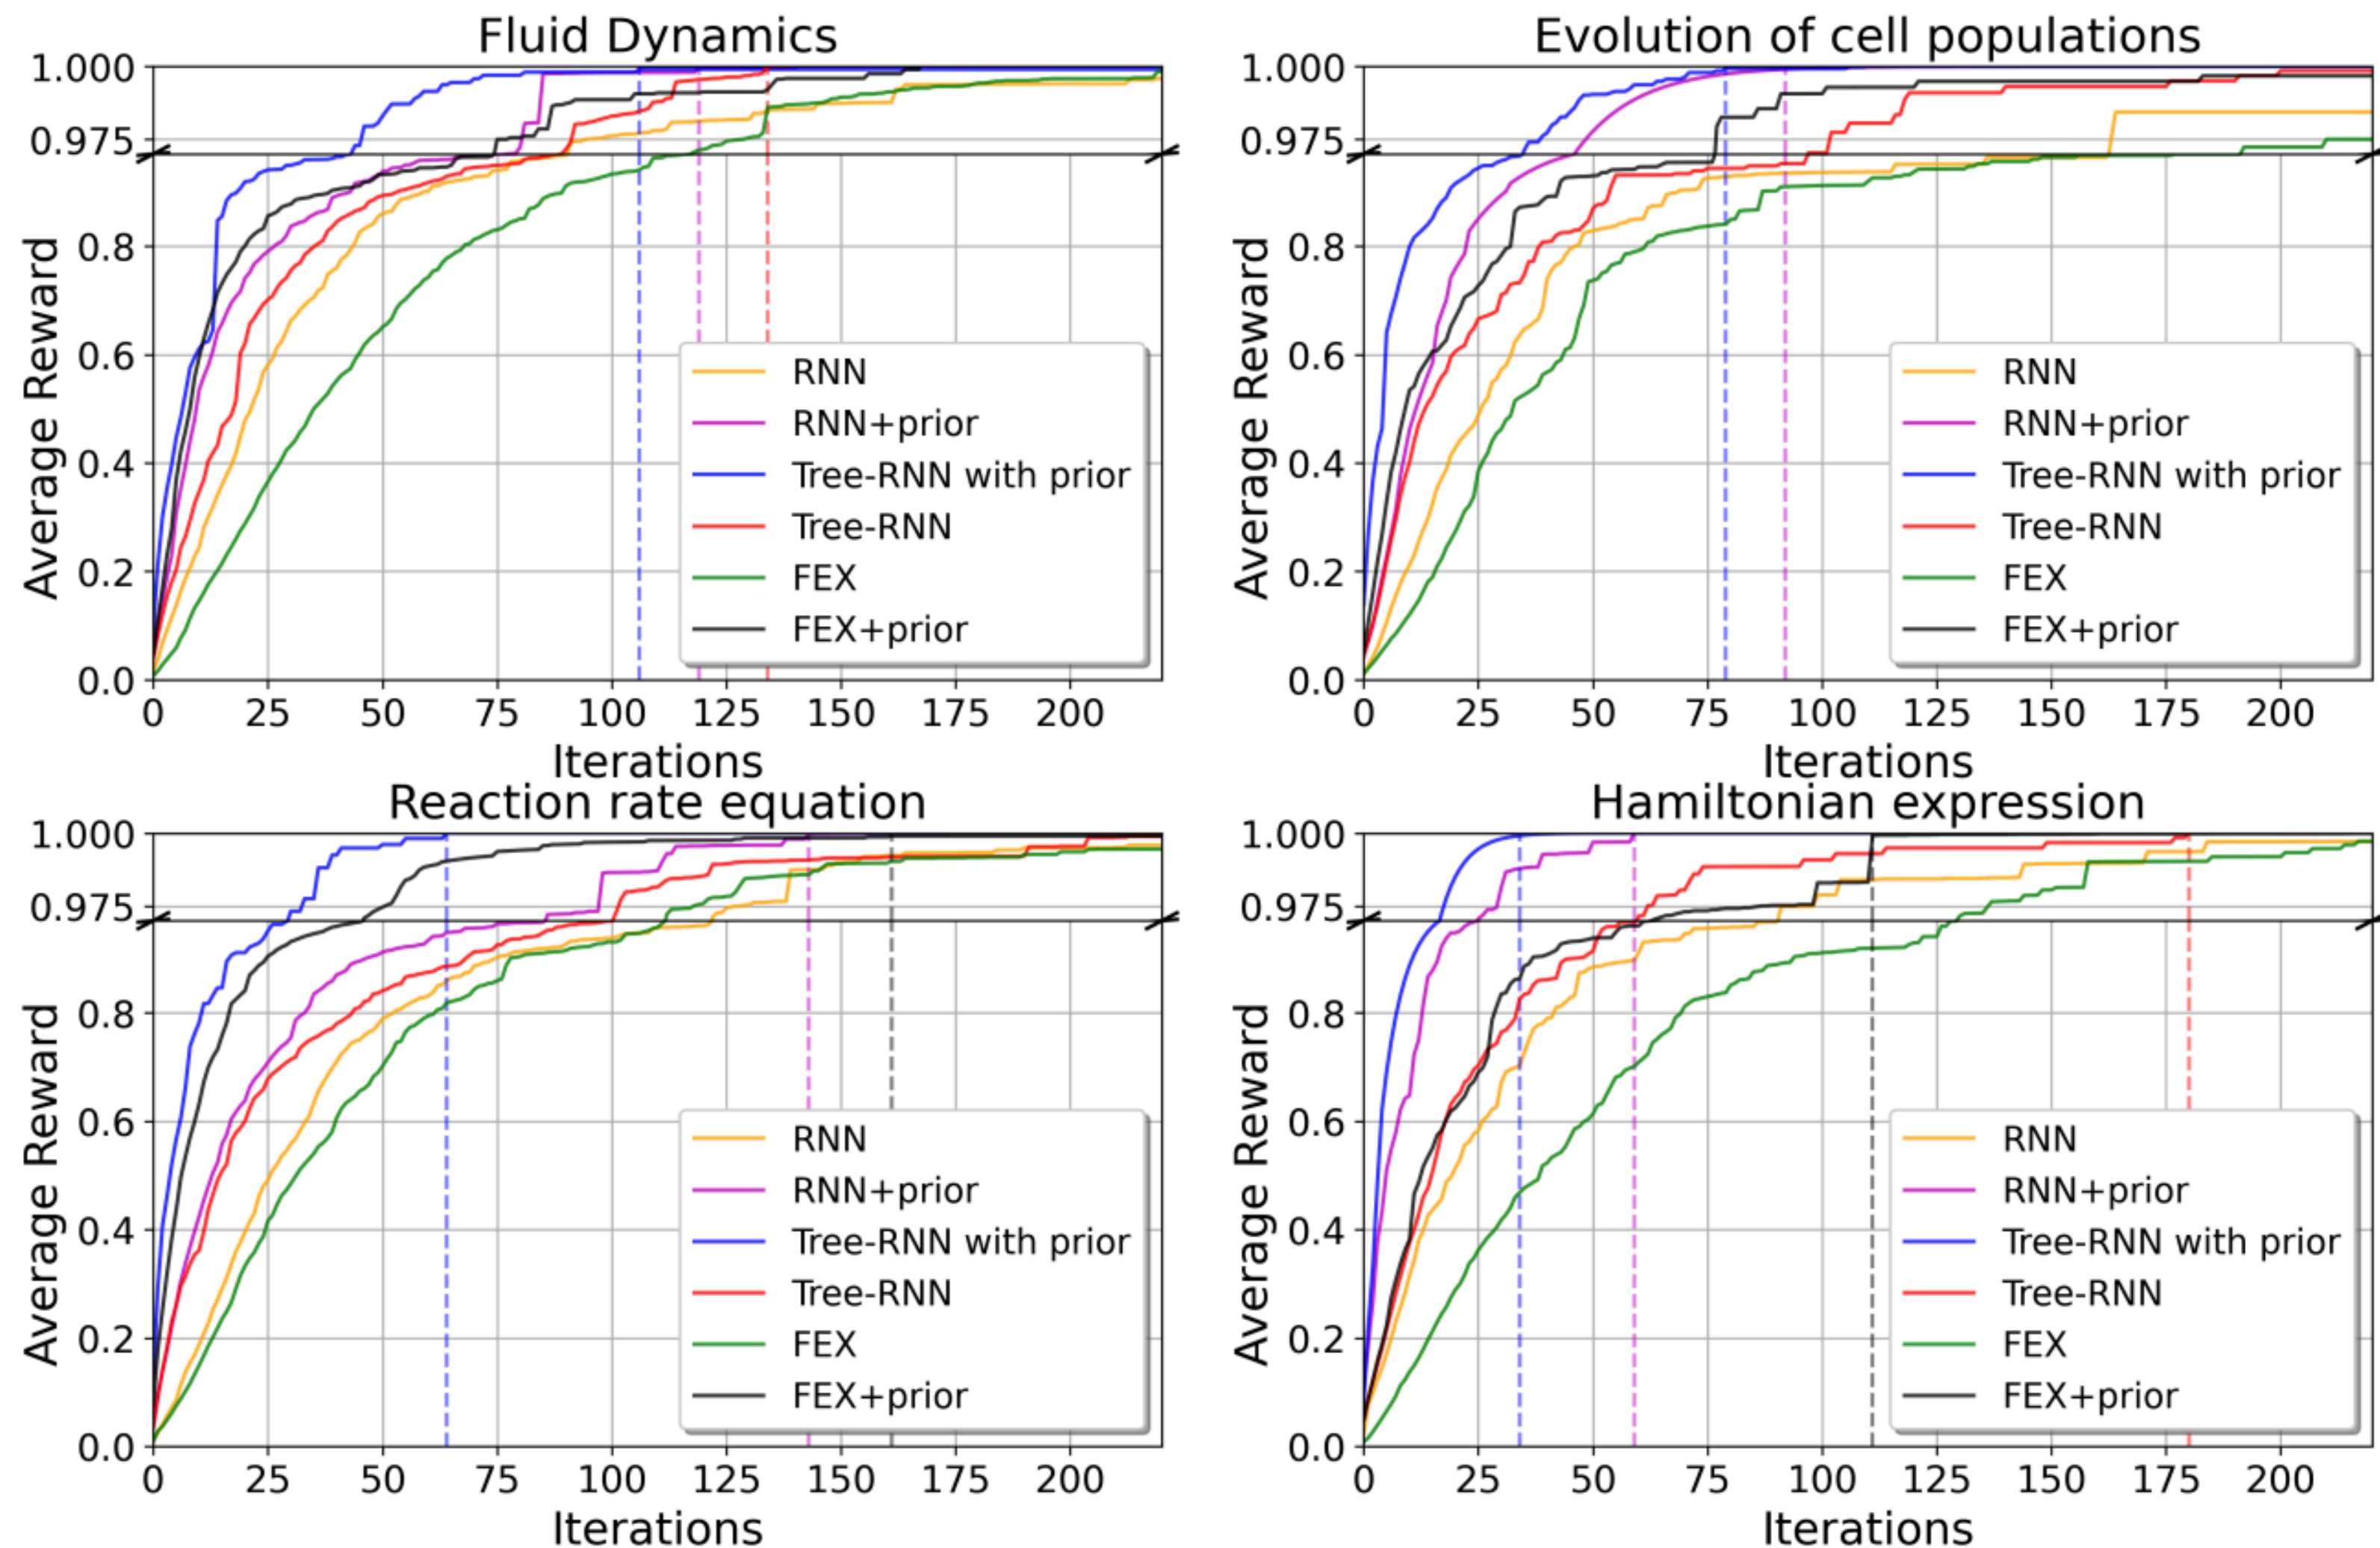 Fluid Dynamics
1.000
0.975
0.8
0.6
0.4
0.2
0.0
Average Reward
RNN
RNN+prior
Tree-RNN with prior
Tree-RNN
FEX
FEX+prior
0 25 50 75 100 125 150 175 200
Iterations
Evolution of cell populations
1.000
0.975
0.8
0.6
0.4
0.2
0.0
Average Reward
RNN
RNN+prior
Tree-RNN with prior
Tree-RNN
FEX
FEX+prior
0 25 50 75 100 125 150 175 200
Iterations
Reaction rate equation
1.000
0.975
0.8
0.6
0.4
0.2
0.0
Average Reward
RNN
RNN+prior
Tree-RNN with prior
Tree-RNN
FEX
FEX+prior
0 25 50 75 100 125 150 175 200
Iterations
Hamiltonian expression
1.000
0.975
0.8
0.6
0.4
0.2
0.0
Average Reward
RNN
RNN+prior
Tree-RNN with prior
Tree-RNN
FEX
FEX+prior
0 25 50 75 100 125 150 175 200
Iterations